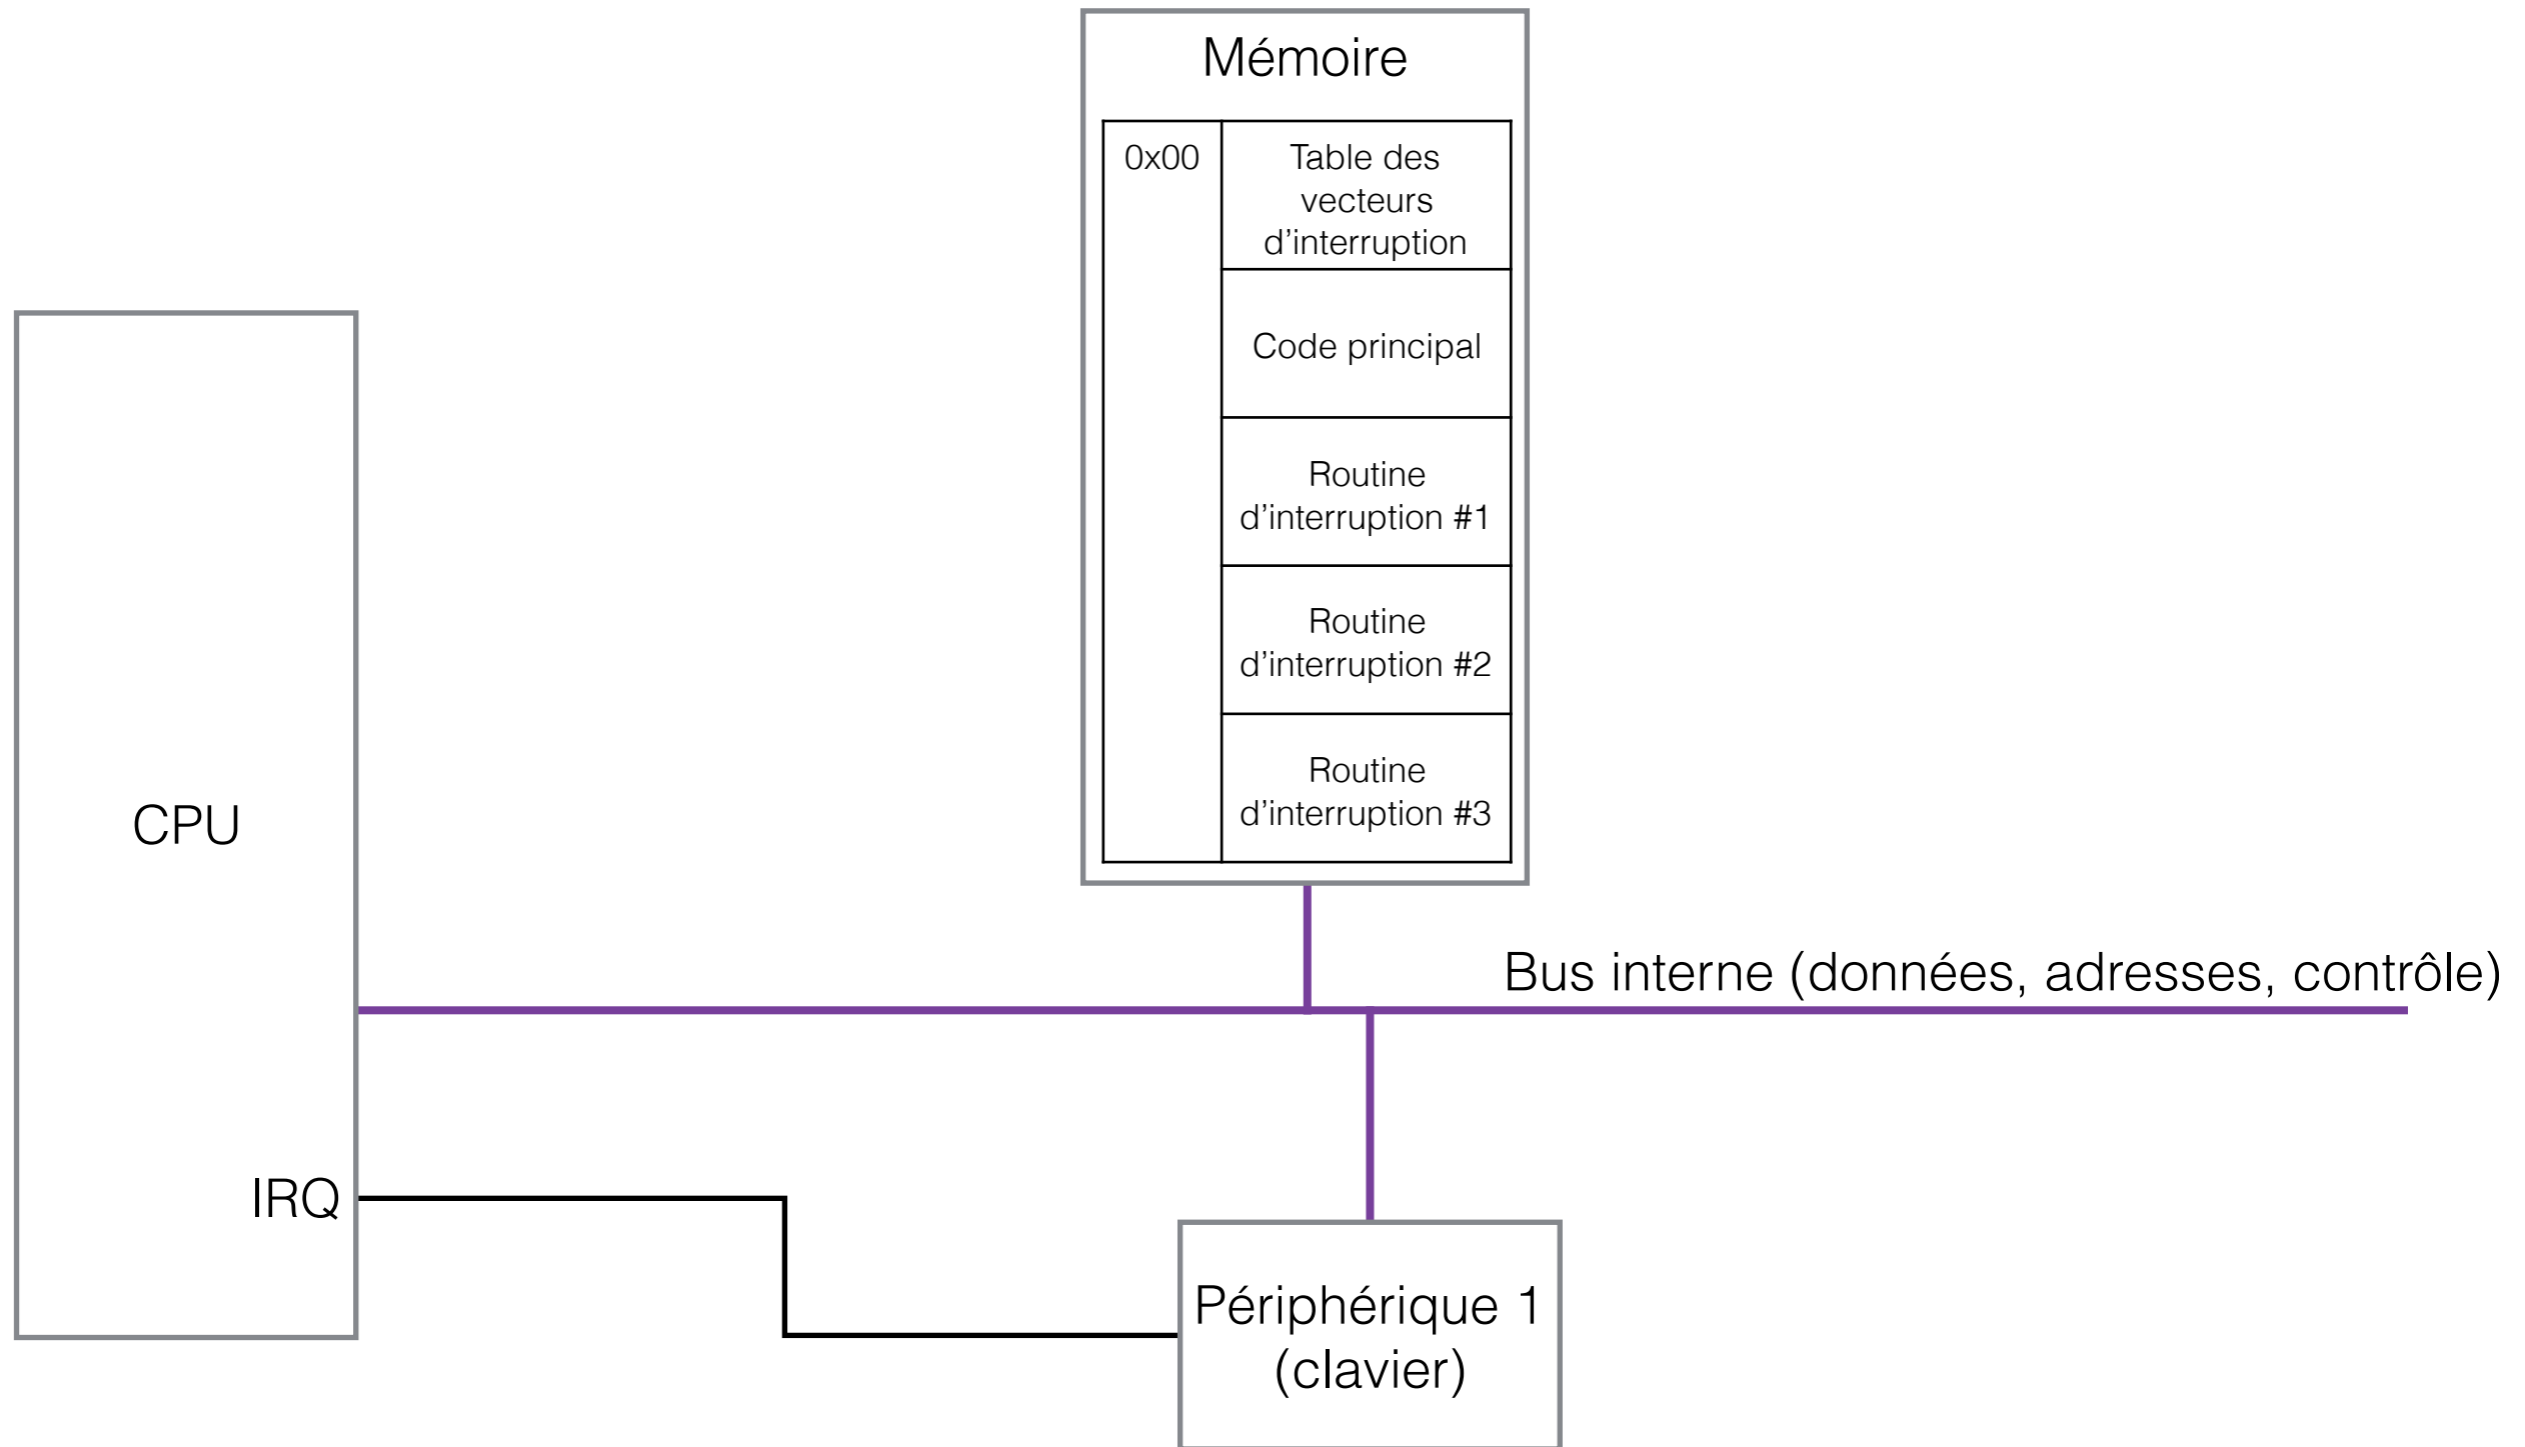 Mémoire
0x00
Table des
vecteurs
d’interruption
Code principal
Routine
d’interruption #1
Routine
d’interruption #2
Routine
d’interruption #3
CPU
Bus interne (données, adresses, contrôle)
IRQ
Périphérique 1
(clavier)